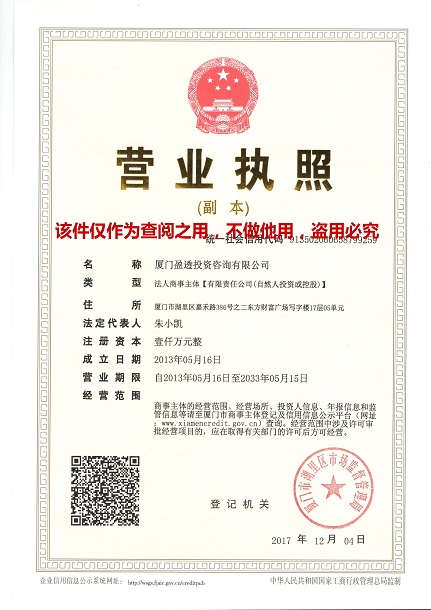 营业执照
(副 本)
该件仅作为查阅之用，不做他用，盗用必究
统一社会信用代码
名 称 厦门盈透投资咨询有限公司
类 型 法人商事主体【有限责任公司(自然人投资或控股)】
住 所 厦门市湖里区嘉禾路386号之二东方财富广场写字楼17层05单元
法定代表人 朱小凯
注册资本 壹仟万元整
成立日期 2013年05月16日
营业期限 自2013年05月16日至2033年05月15日
经营范围
商事主体的经营范围、经营场所、投资人信息、年报信息和监
管信息等请至厦门市商事主体登记及信用信息公示平台（网址
：www.xiamencredit.gov.cn）查询。经营范围中涉及许可审
批经营项目的，应在取得有关部门的许可后方可经营。
登记机关
厦门市湖里区市场监督管理局
2017 年 12 月 04 日
企业信用信息公示系统网址：
中华人民共和国国家工商行政管理总局监制